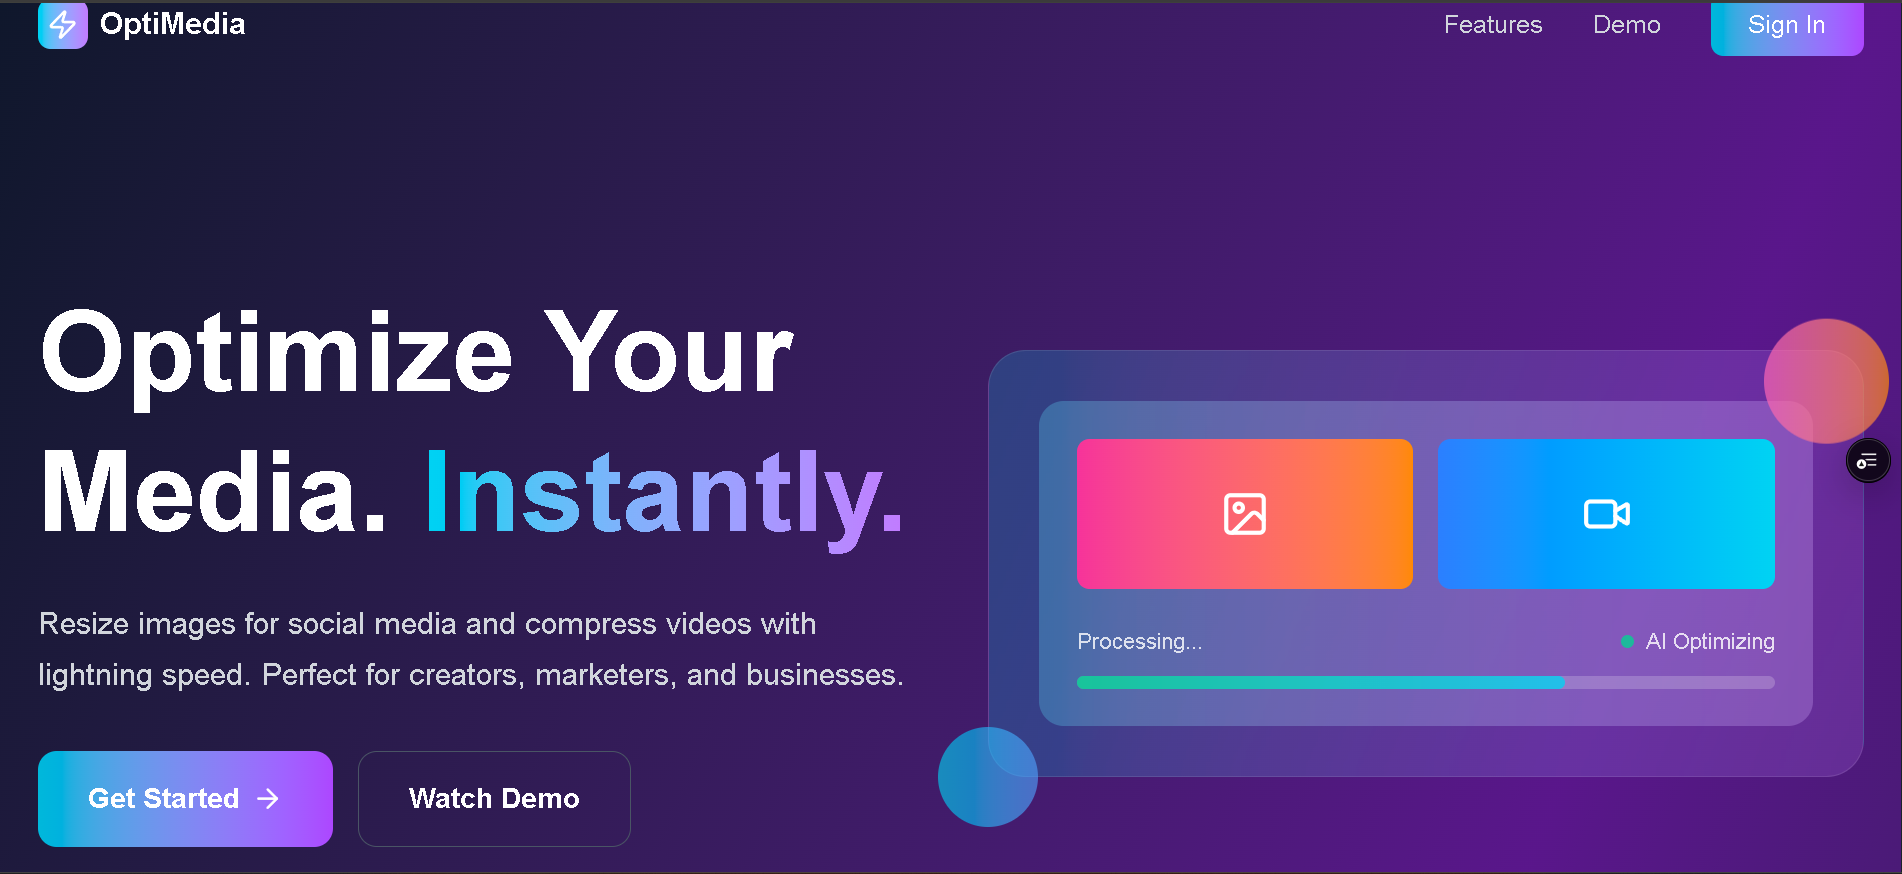 OptiMedia
Features
Demo
Sign In
Optimize Your
Media. Instantly.
Resize images for social media and compress videos with
lightning speed. Perfect for creators, marketers, and businesses.
Get Started
Watch Demo
Processing...
AI Optimizing